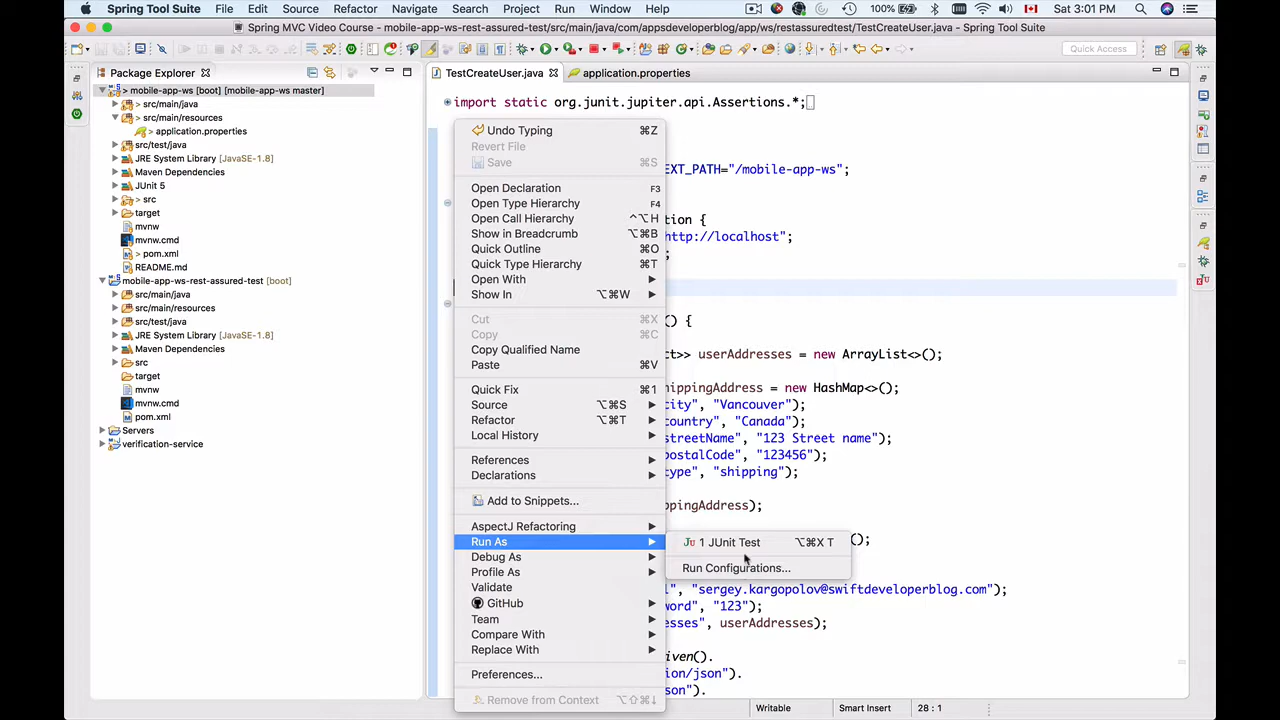 Spring Tool Suite File Edit Source Refactor Navigate Search Project Run Window Help 100% Sat 3:01 PM
Spring MVC Video Course - mobile-app-ws-rest-assured-test/src/main/java/com/appsdeveloperblog/app/ws/restassuredtest/TestCreateUser.java - Spring Tool Suite
Quick Access
Package Explorer
TestCreateUser.java
application.properties
> mobile-app-ws [boot] [mobile-app-ws master]
> src/main/java
> src/main/resources
> application.properties
> src/test/java
JRE System Library [JavaSE-1.8]
Maven Dependencies
JUnit 5
> src
target
mvnw
mvnw.cmd
> pom.xml
README.md
mobile-app-ws-rest-assured-test [boot]
src/main/java
src/main/resources
src/test/java
JRE System Library [JavaSE-1.8]
Maven Dependencies
src
target
mvnw
mvnw.cmd
pom.xml
Servers
verification-service
import static org.junit.jupiter.api.Assertions.*;
EXT_PATH="/mobile-app-ws";
tion {
http://localhost";
;
() {
ct>> userAddresses = new ArrayList<>();
hippingAddress = new HashMap<>();
city", "Vancouver");
country", "Canada");
streetName", "123 Street name");
postalCode", "123456");
type", "shipping");
ppingAddress);
();
l", "sergey.kargopolov@swiftdeveloperblog.com");
word", "123");
esses", userAddresses);
iven().
ion/json").
son").
Undo Typing ⌘Z
Revert File
Save ⌘S
Open Declaration F3
Open Type Hierarchy F4
Open Call Hierarchy ^⌥H
Show in Breadcrumb ⌥⌘B
Quick Outline ⌘O
Quick Type Hierarchy ⌘T
Open With
Show In ⌥⌘W
Cut ⌘X
Copy ⌘C
Copy Qualified Name
Paste ⌘V
Quick Fix ⌘1
Source ⌥⌘S
Refactor ⌥⌘T
Local History
References
Declarations
Add to Snippets...
AspectJ Refactoring
Run As
Debug As
Profile As
Validate
GitHub
Team
Compare With
Replace With
Preferences...
Remove from Context ⌥⇧⌘↓
Ju 1 JUnit Test ⌥⌘X T
Run Configurations...
Writable Smart Insert 28 : 1